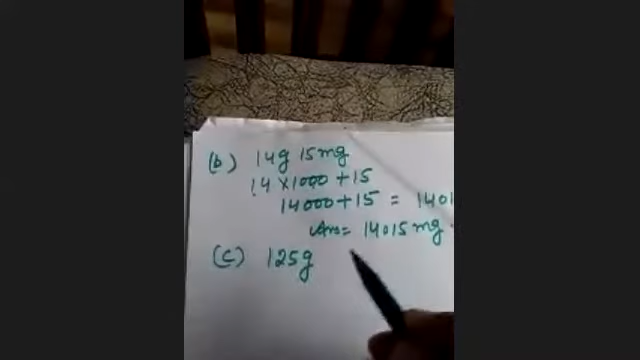 (b) 14g 15mg
14 × 1000 + 15
14000 + 15 = 1401
Ans = 14015 mg
(c) 125g